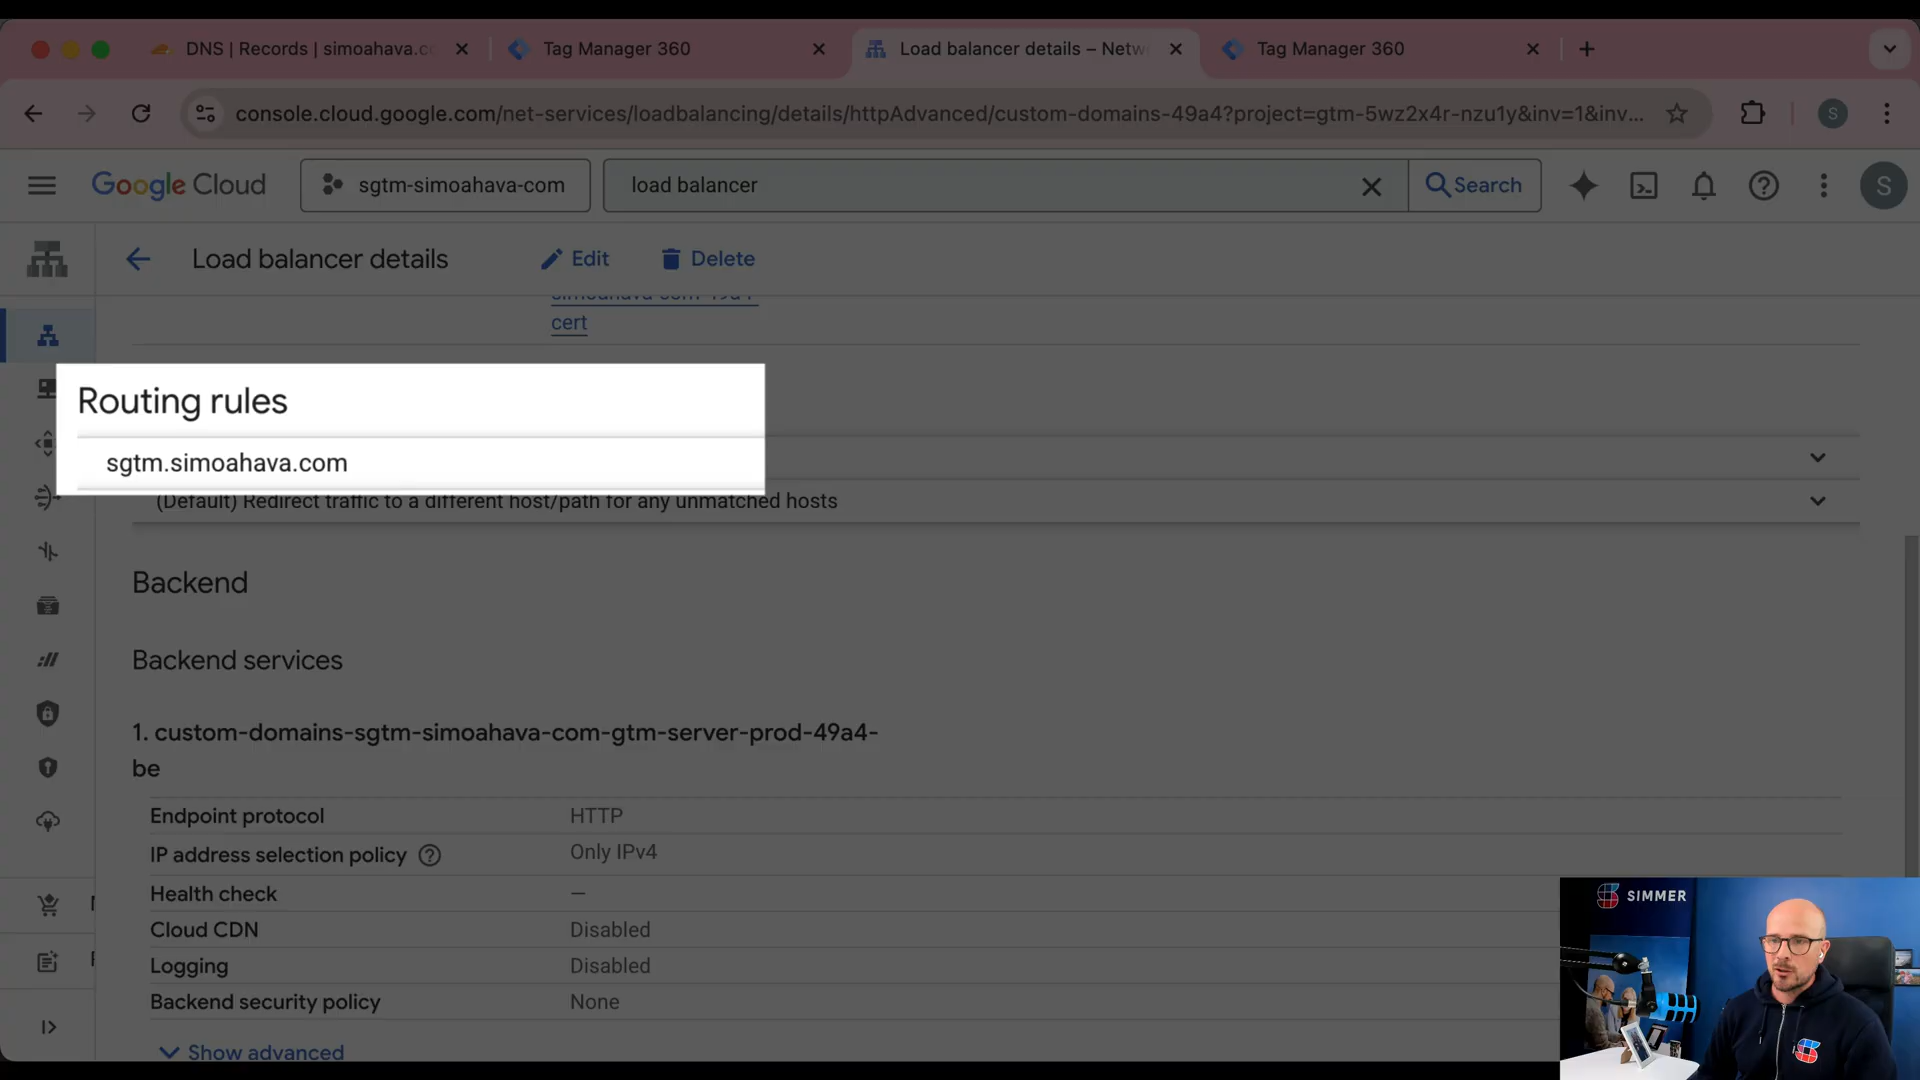 DNS | Records | simoahava.c
Tag Manager 360
Load balancer details – Netw
Tag Manager 360
console.cloud.google.com/net-services/loadbalancing/details/httpAdvanced/custom-domains-49a4?project=gtm-5wz2x4r-nzu1y&inv=1&inv...
S
Google Cloud
sgtm-simoahava-com
load balancer
Search
S
Load balancer details
Edit
Delete
cert
Routing rules
sgtm.simoahava.com
(Default) Redirect traffic to a different host/path for any unmatched hosts
Backend
Backend services
1. custom-domains-sgtm-simoahava-com-gtm-server-prod-49a4-
be
Endpoint protocol HTTP
IP address selection policy Only IPv4
Health check —
Cloud CDN Disabled
Logging Disabled
Backend security policy None
Show advanced
SIMMER